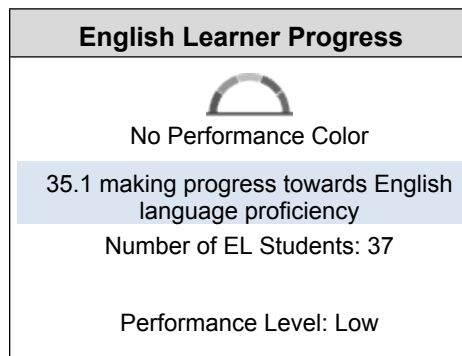 English Learner Progress
No Performance Color
35.1 making progress towards English
language proficiency
Number of EL Students: 37
Performance Level: Low